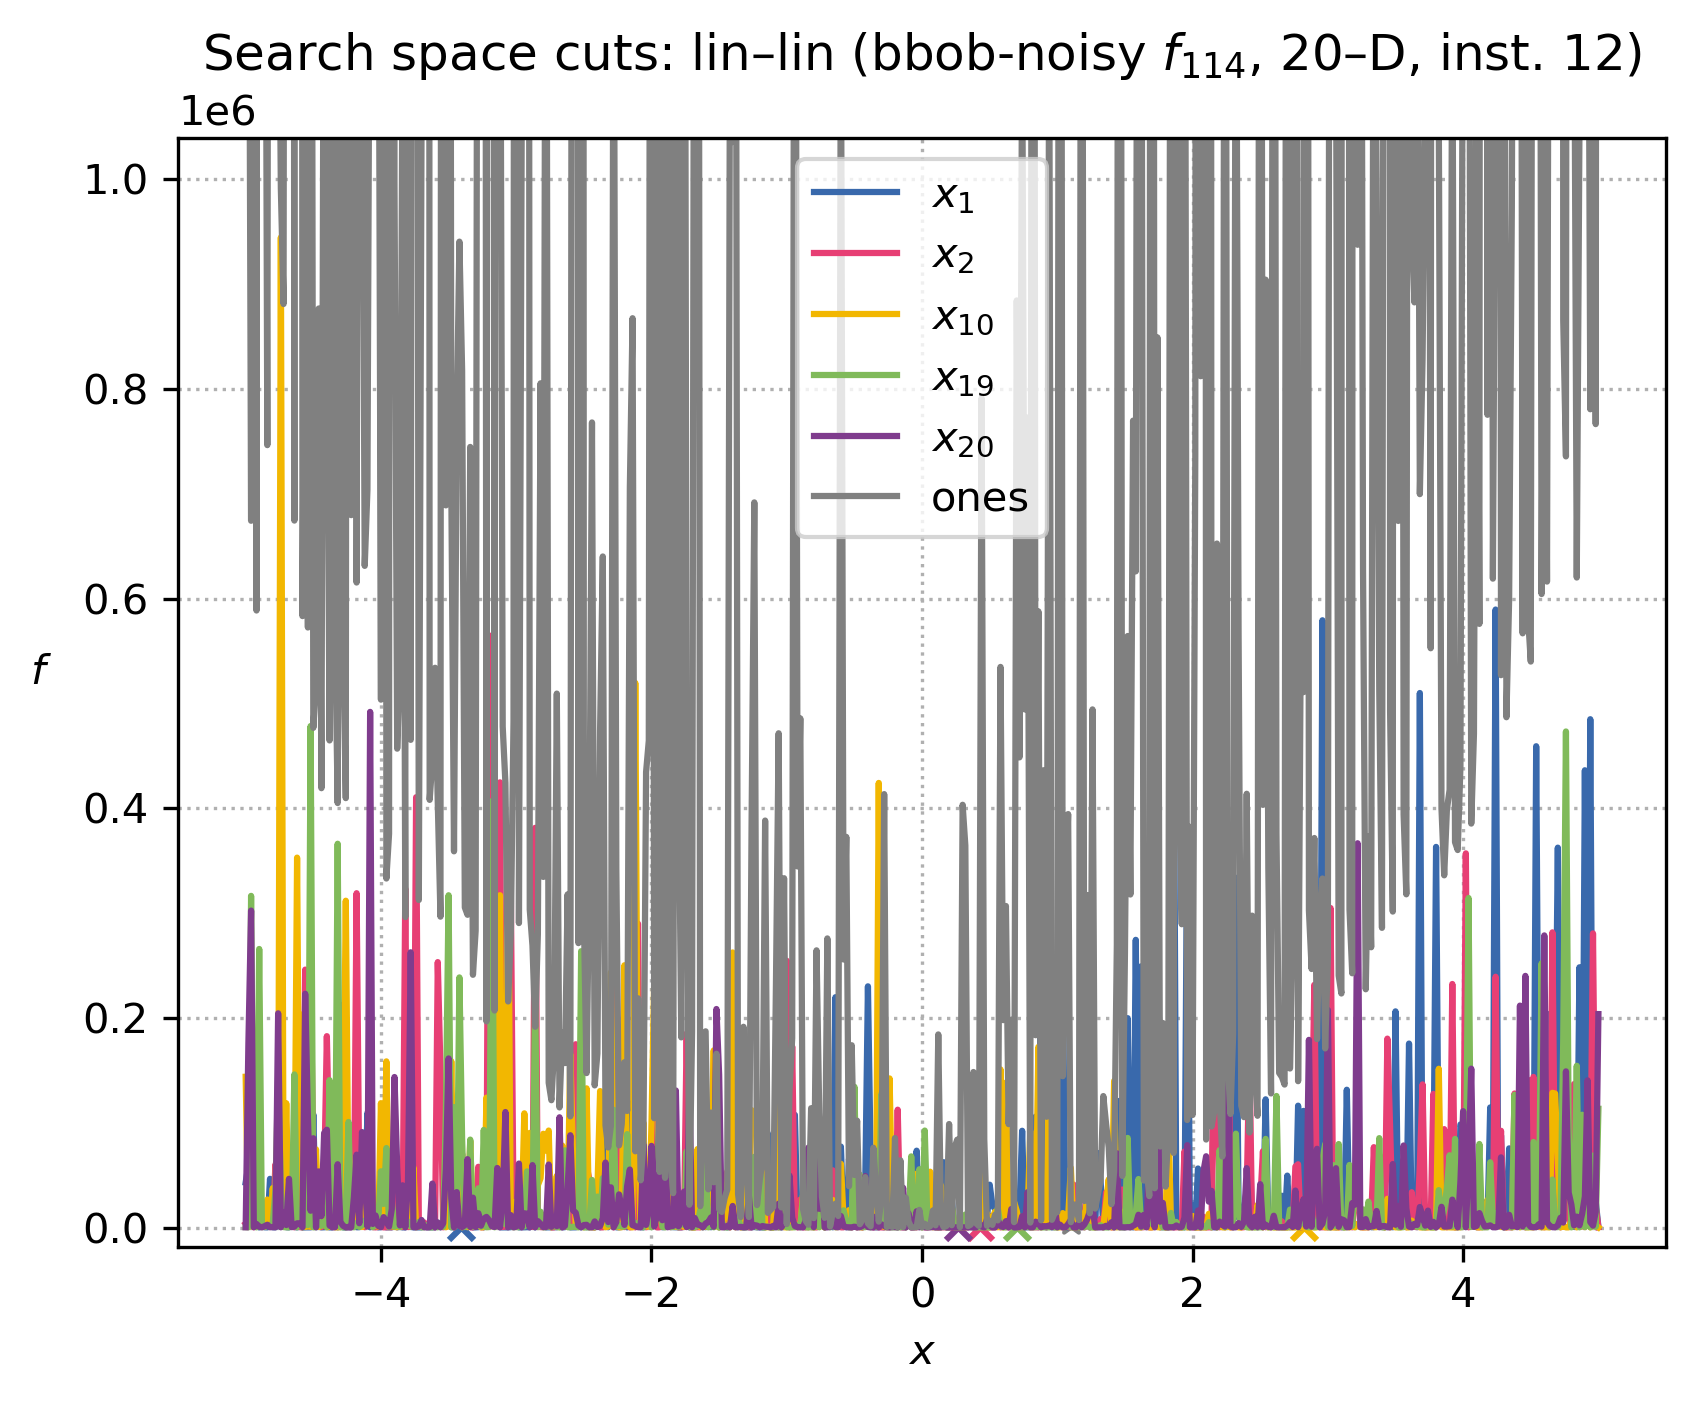 Search space cuts: lin–lin (bbob-noisy f₁₁₄, 20–D, inst. 12)
1e6
1.0
0.8
0.6
0.4
0.2
0.0
f
x₁
x₂
x₁₀
x₁₉
x₂₀
ones
−4 −2 0 2 4
x